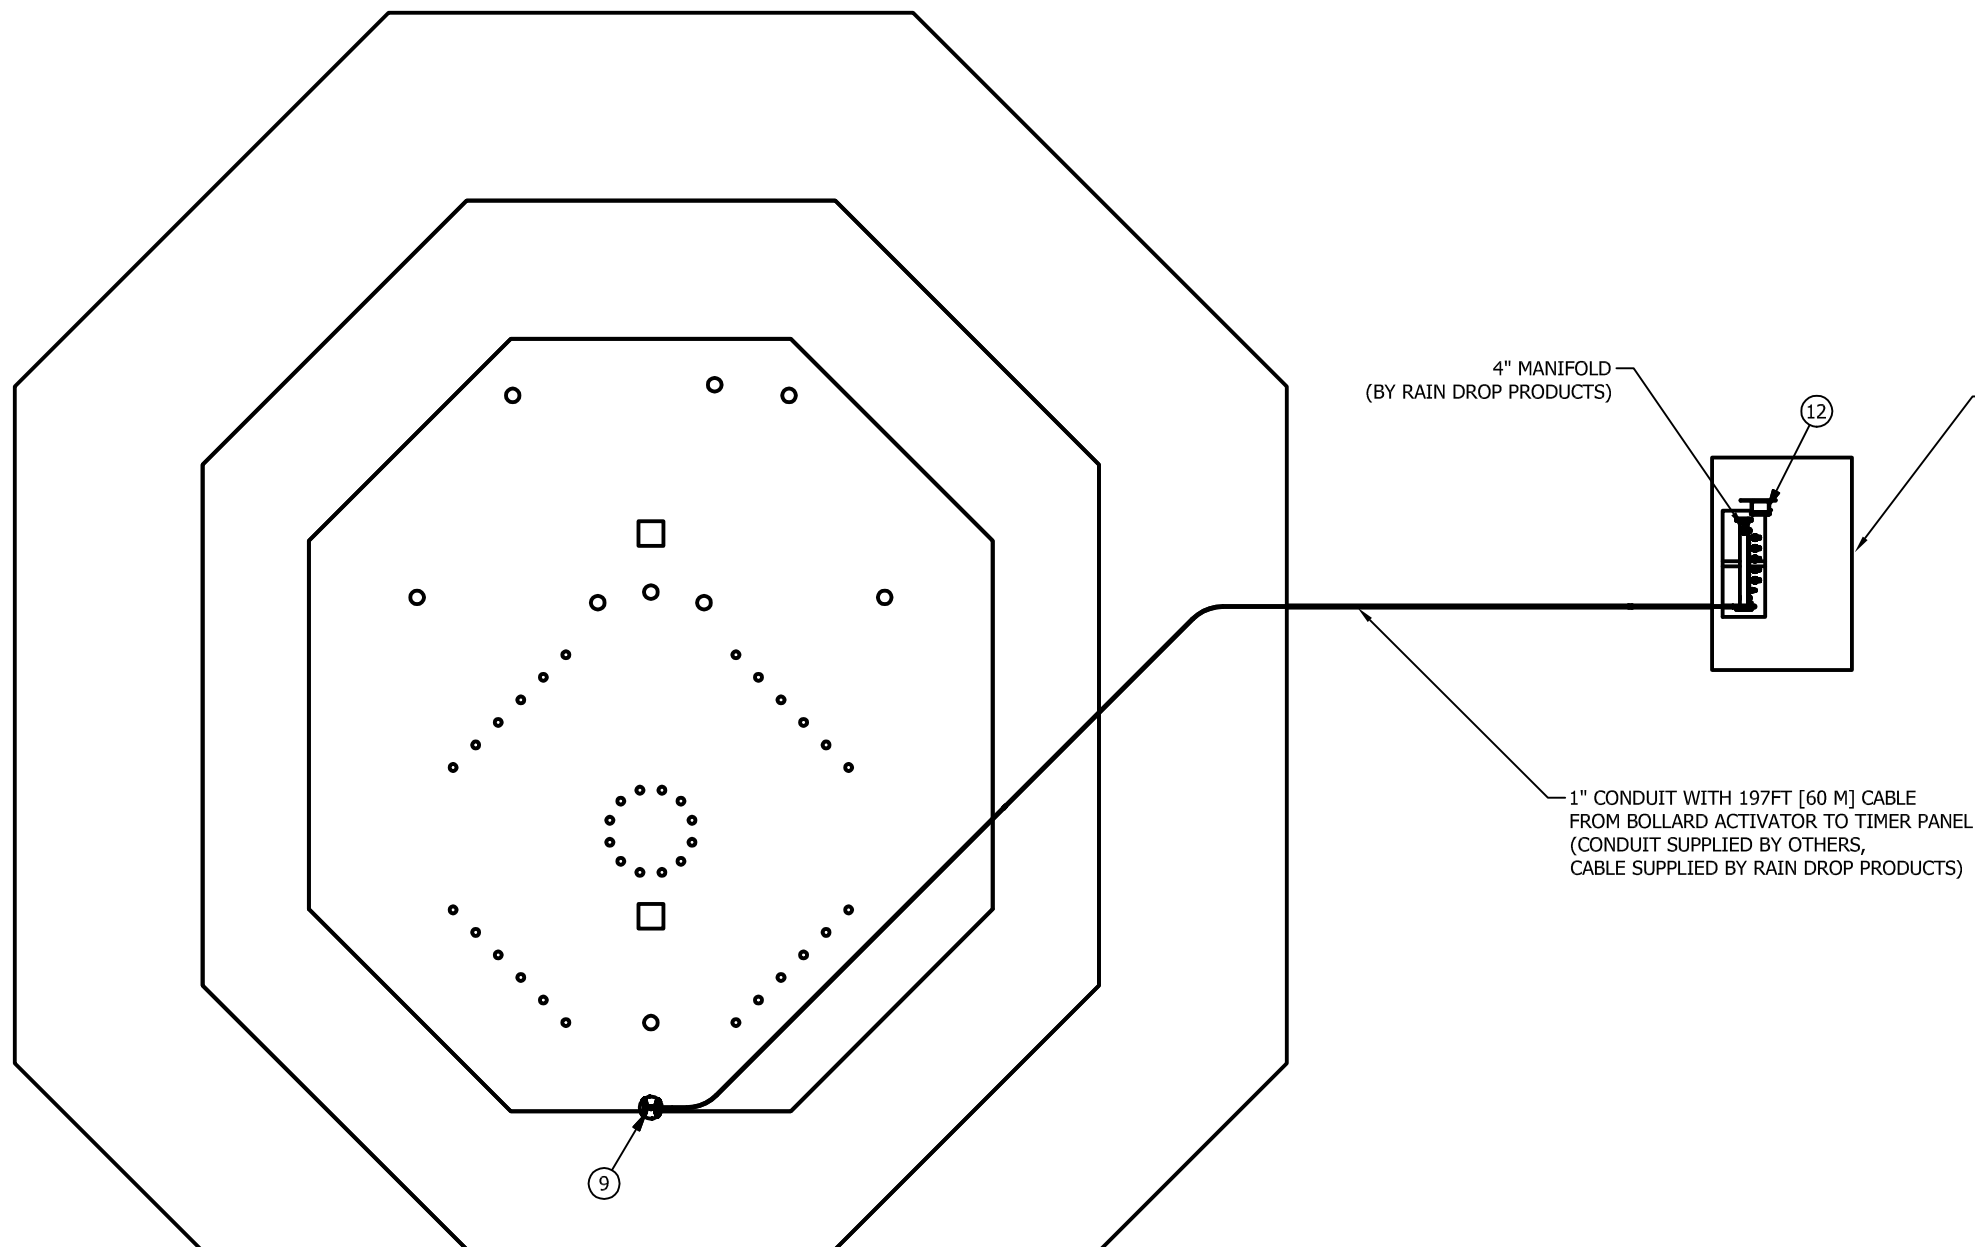 4" MANIFOLD
(BY RAIN DROP PRODUCTS)
12
1" CONDUIT WITH 197FT [60 M] CABLE
FROM BOLLARD ACTIVATOR TO TIMER PANEL
(CONDUIT SUPPLIED BY OTHERS,
CABLE SUPPLIED BY RAIN DROP PRODUCTS)
9